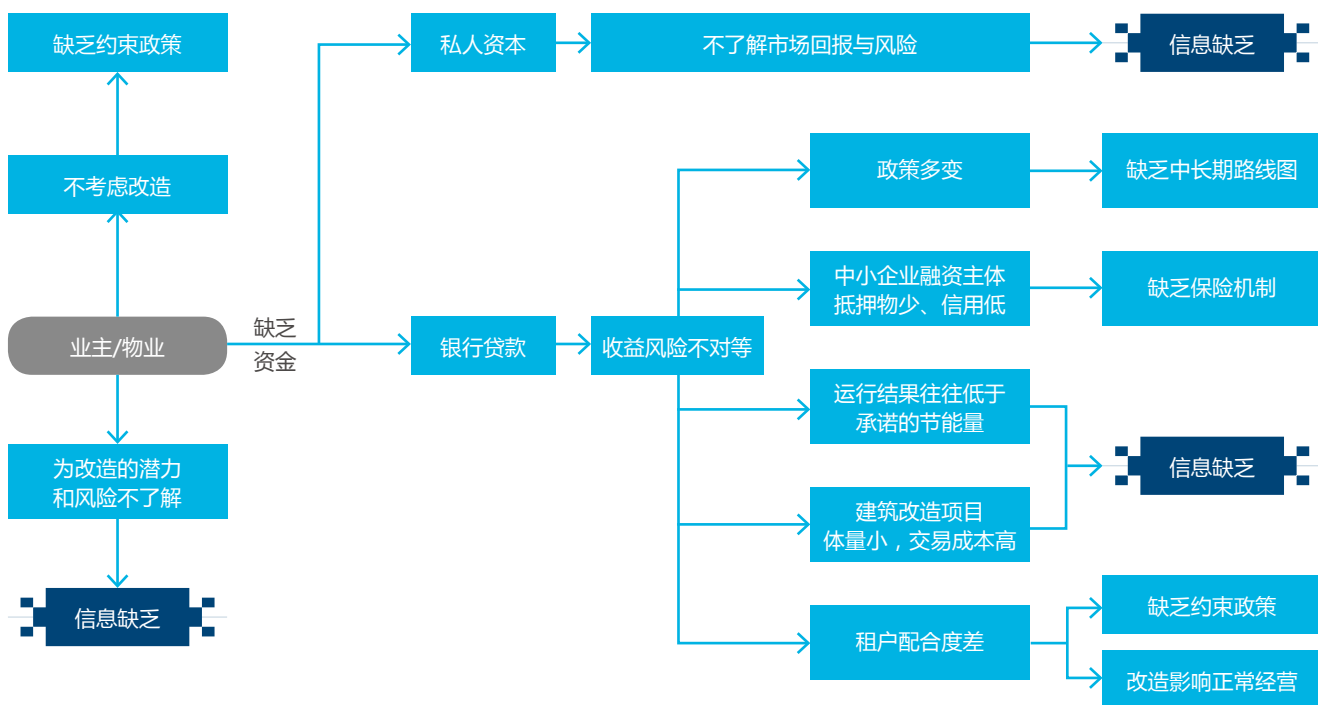 缺乏约束政策
不考虑改造
业主/物业
为改造的潜力
和风险不了解
信息缺乏
缺乏
资金
私人资本
不了解市场回报与风险
信息缺乏
银行贷款
收益风险不对等
政策多变
缺乏中长期路线图
中小企业融资主体
抵押物少、信用低
缺乏保险机制
运行结果往往低于
承诺的节能量
建筑改造项目
体量小，交易成本高
信息缺乏
租户配合度差
缺乏约束政策
改造影响正常经营